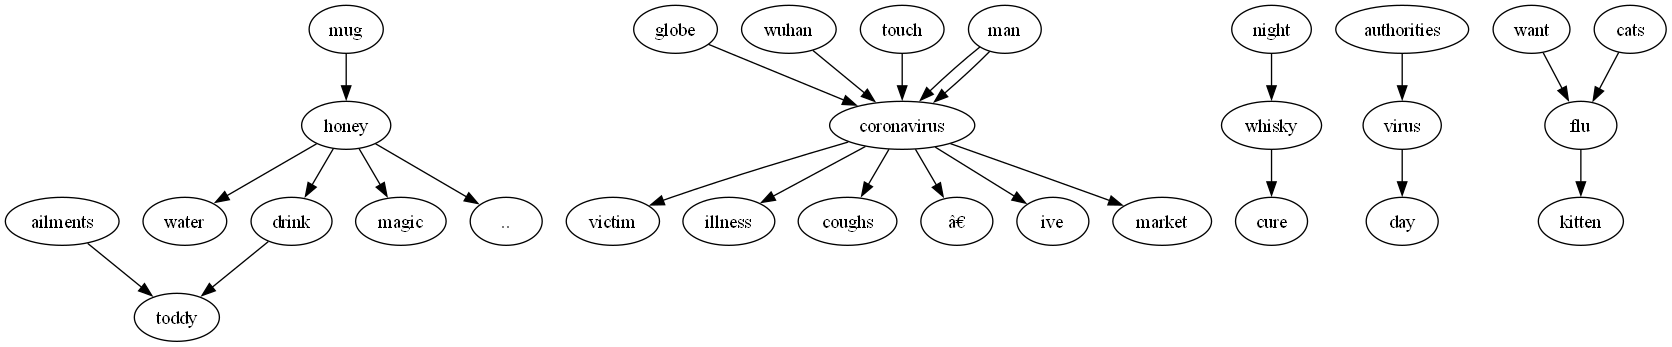 mug
globe
wuhan
touch
man
night
authorities
want
cats
honey
coronavirus
whisky
virus
flu
ailments
water
drink
magic
..
victim
illness
coughs
â€
ive
market
cure
day
kitten
toddy